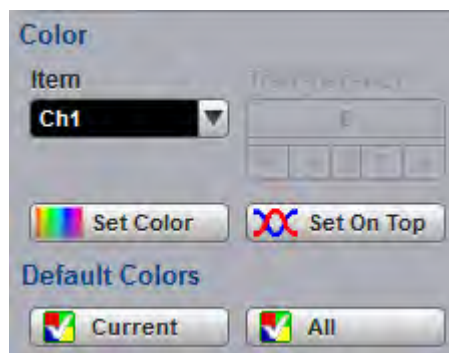 Color
Item
Ch1
Set Color
Set On Top
Default Colors
Current
All